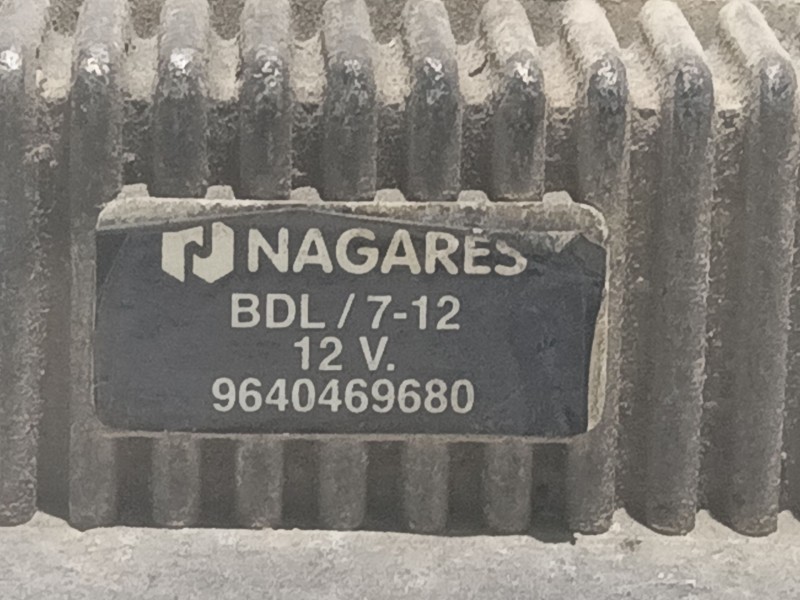 NAGARES
BDL / 7-12
12 V.
9640469680